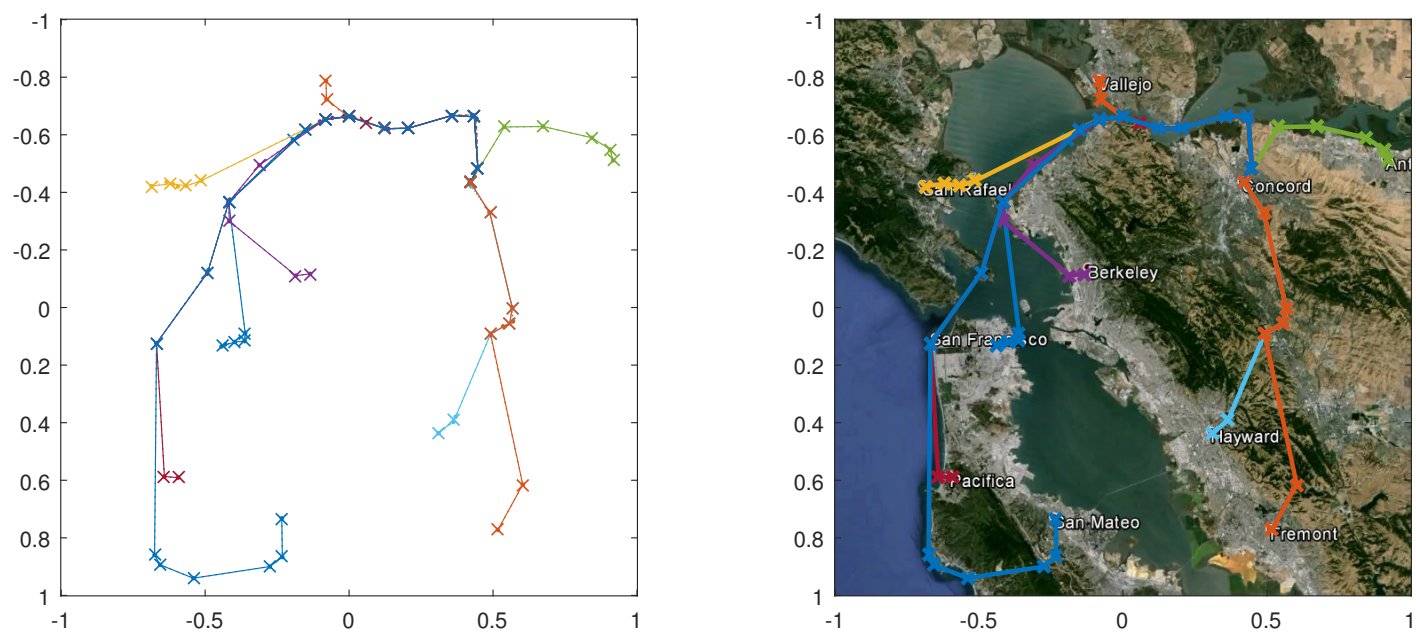 -1
-0.8
-0.6
-0.4
-0.2
0
0.2
0.4
0.6
0.8
1
-1 -0.5 0 0.5 1
-1
-0.8
-0.6
-0.4
-0.2
0
0.2
0.4
0.6
0.8
1
-1 -0.5 0 0.5 1
Vallejo
Ant
San Rafael
Concord
Berkeley
San Francisco
Hayward
Pacifica
San Mateo
Fremont